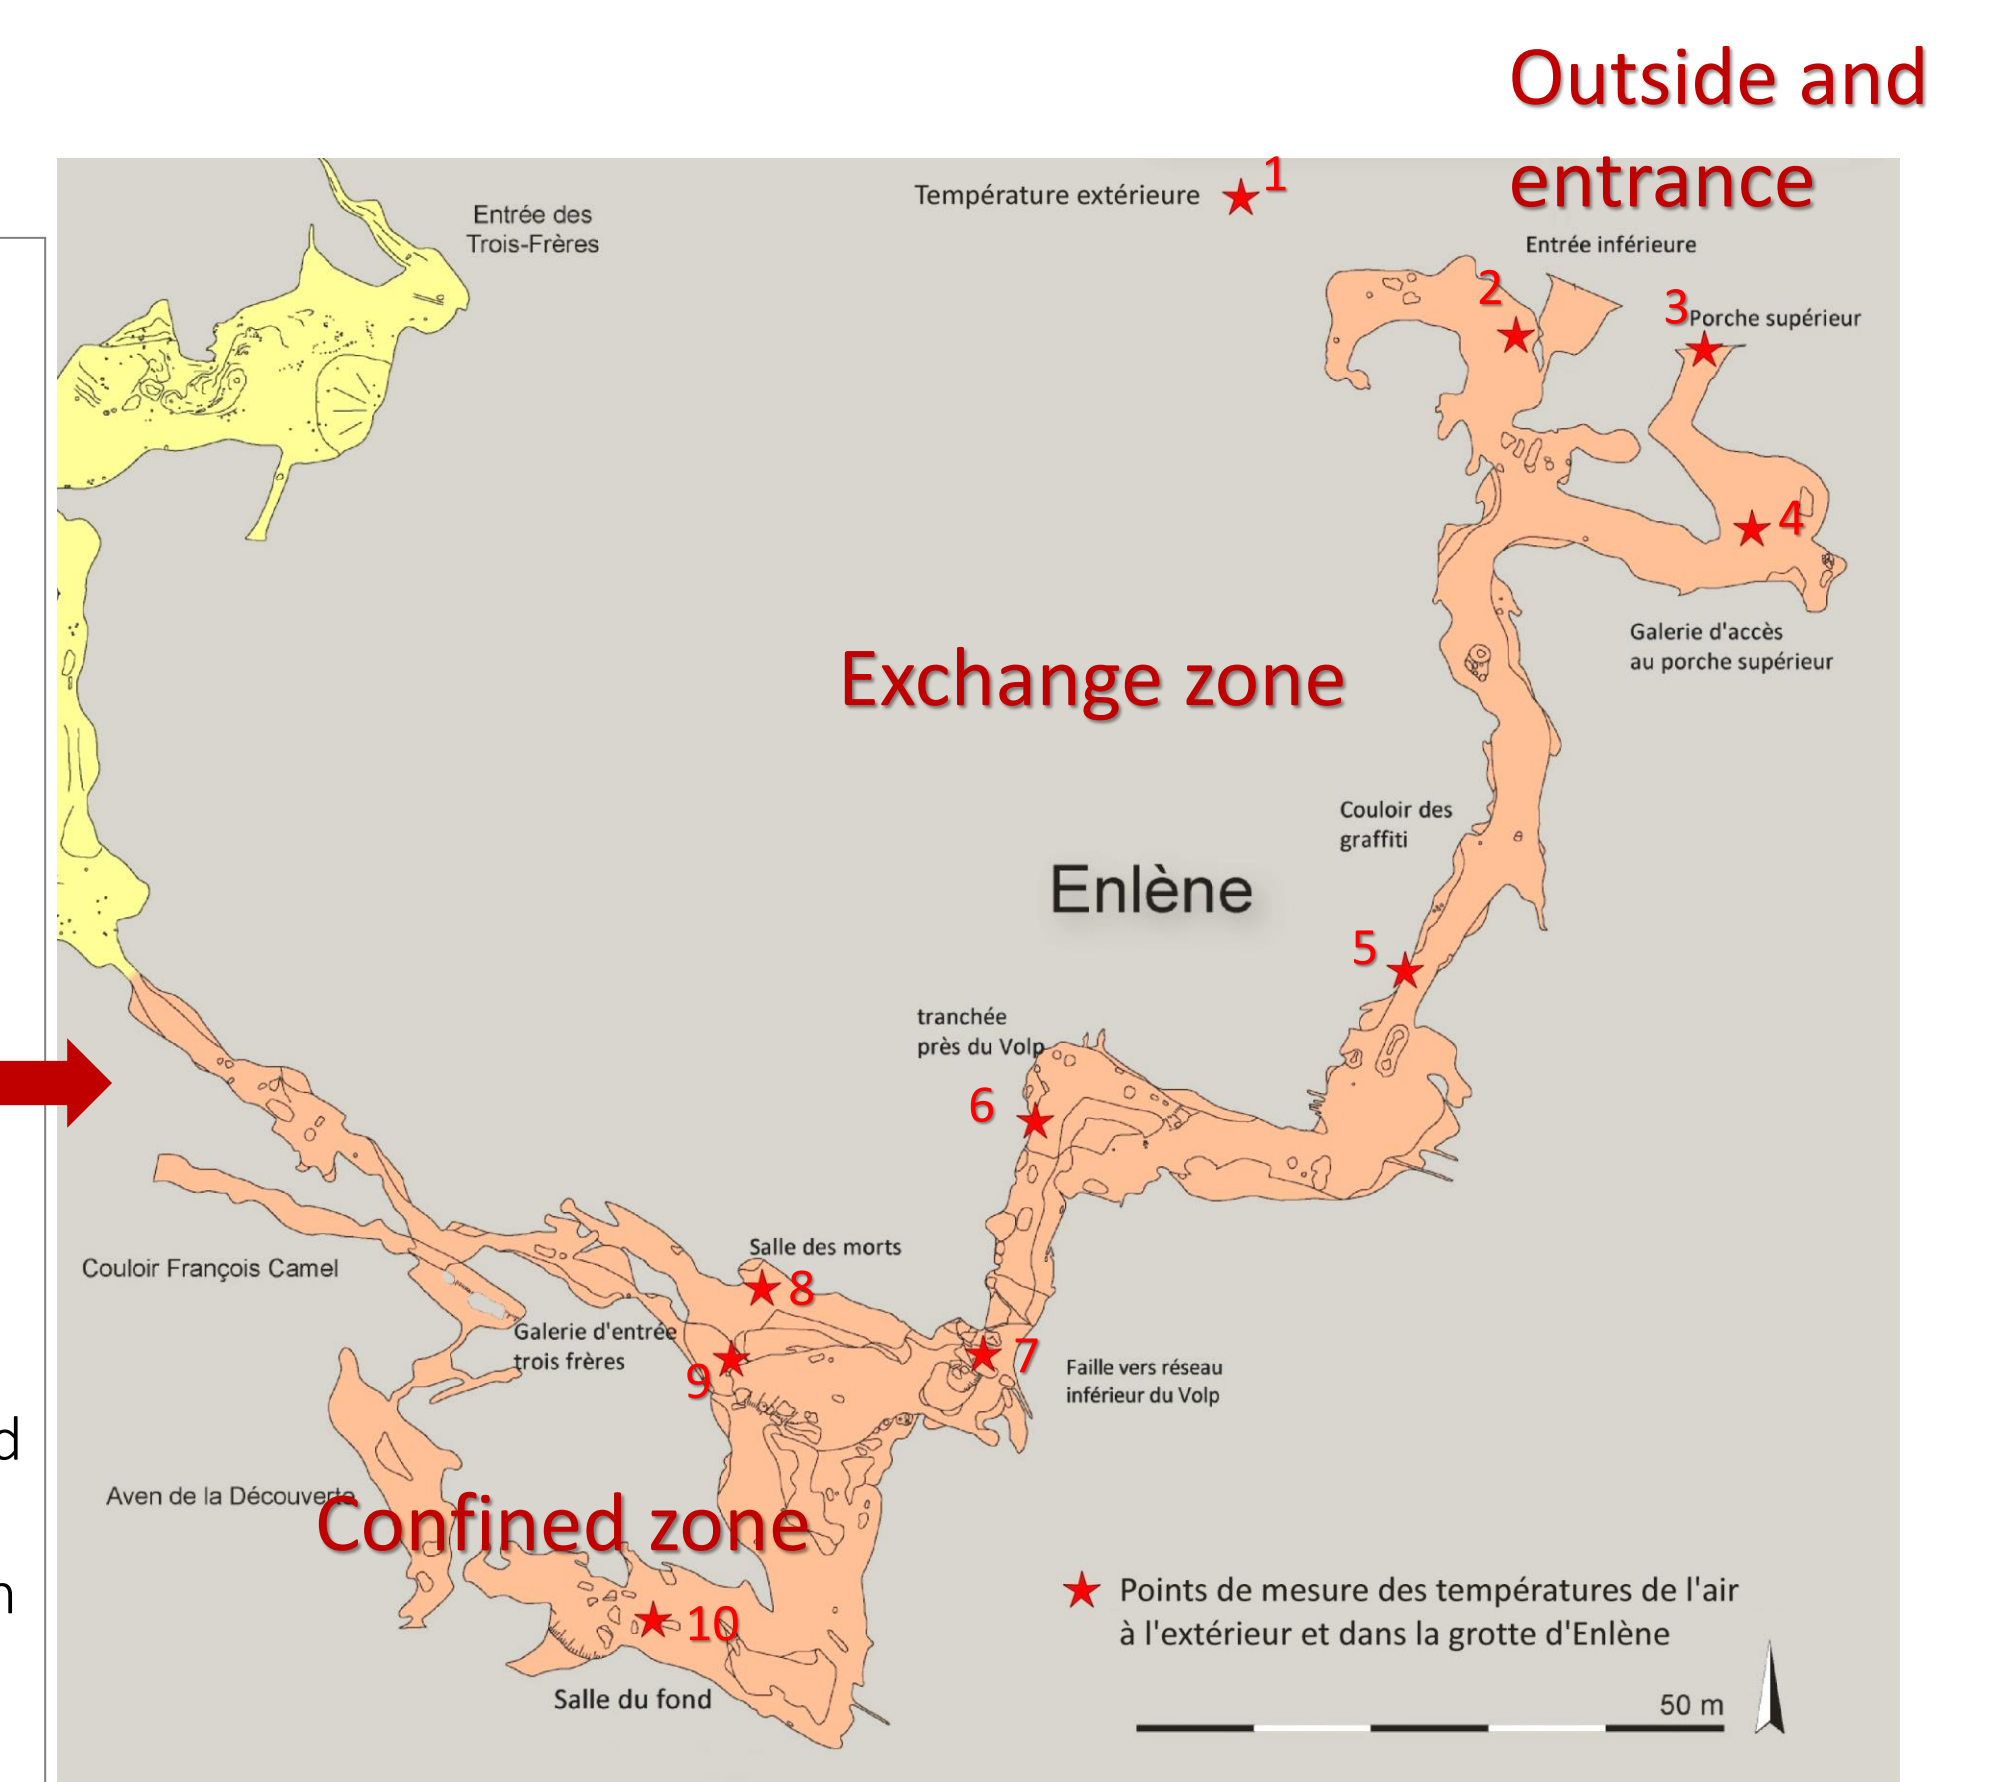 Outside and
entrance
Température extérieure
1
Entrée des
Trois-Frères
Entrée inférieure
2
3
Porche supérieur
4
Galerie d'accès
au porche supérieur
Exchange zone
Couloir des
graffiti
Enlène
5
tranchée
près du Volp
6
Salle des morts
8
Couloir François Camel
Galerie d'entrée
trois frères
9
7
Faille vers réseau
inférieur du Volp
d
Aven de la Découverte
Confined zone
n
10
Points de mesure des températures de l'air
à l'extérieur et dans la grotte d'Enlène
Salle du fond
50 m